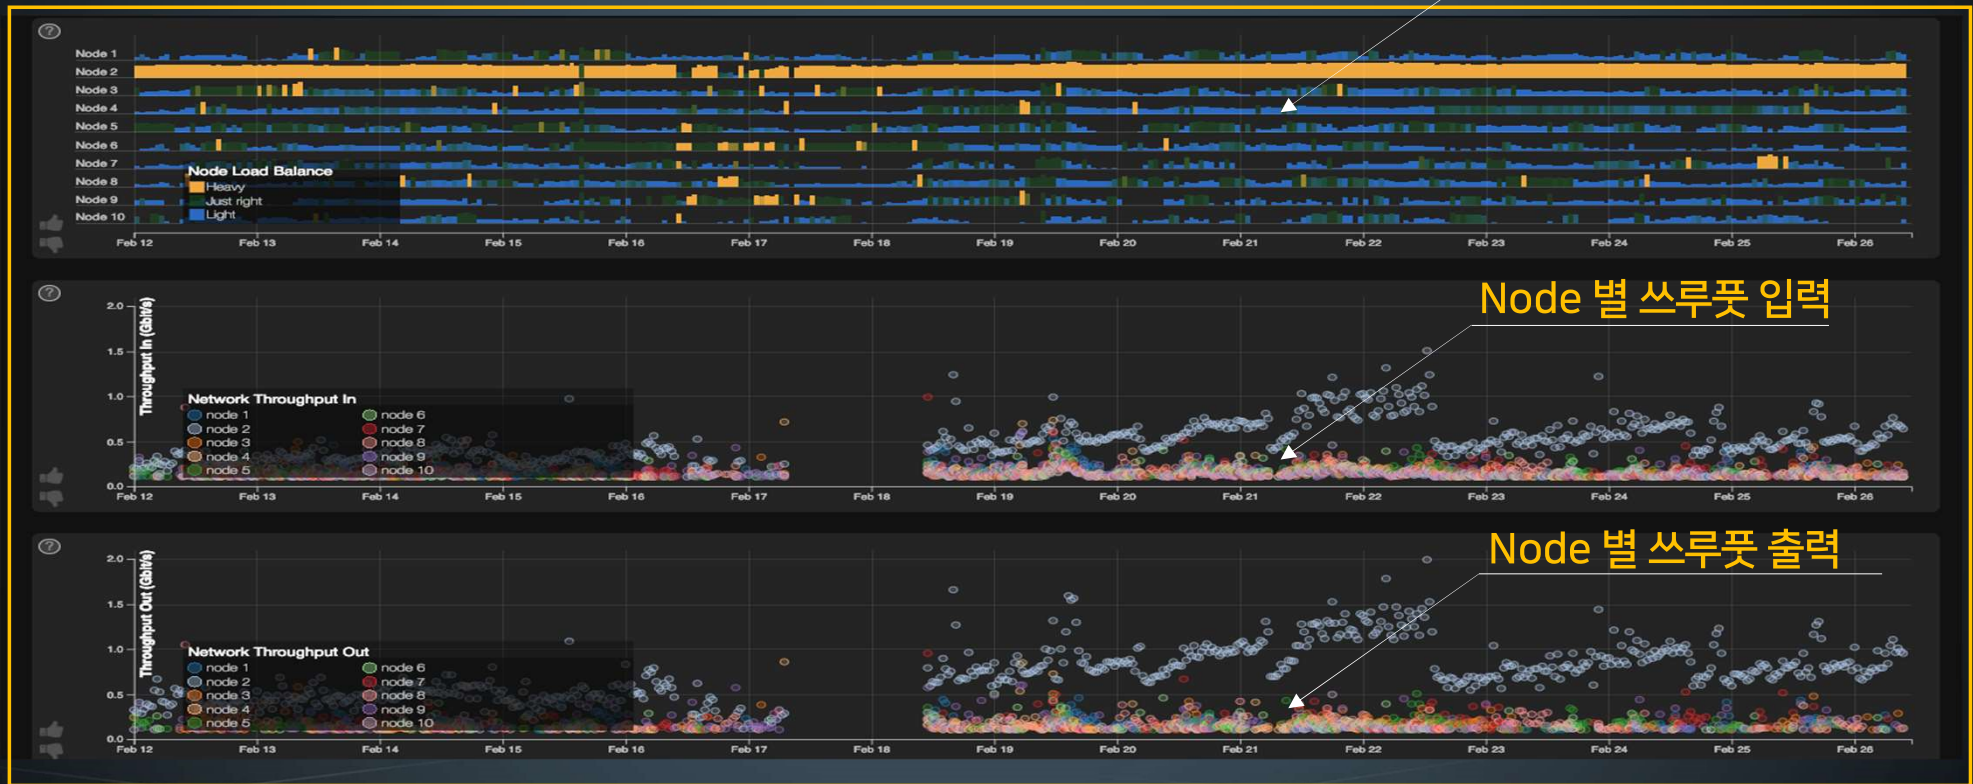 ?
Node 1
Node 2
Node 3
Node 4
Node 5
Node 6
Node 7
Node 8
Node 9
Node 10
Node Load Balance
Heavy
Just right
Light
Feb 12 Feb 13 Feb 14 Feb 15 Feb 16 Feb 17 Feb 18 Feb 19 Feb 20 Feb 21 Feb 22 Feb 23 Feb 24 Feb 25 Feb 26
?
Node 별 쓰루풋 입력
Throughput In (Gbit/s)
2.0
1.5
1.0
0.5
0.0
Network Throughput In
node 1 node 6
node 2 node 7
node 3 node 8
node 4 node 9
node 5 node 10
Feb 12 Feb 13 Feb 14 Feb 15 Feb 16 Feb 17 Feb 18 Feb 19 Feb 20 Feb 21 Feb 22 Feb 23 Feb 24 Feb 25 Feb 26
?
Node 별 쓰루풋 출력
Throughput Out (Gbit/s)
2.0
1.5
1.0
0.5
0.0
Network Throughput Out
node 1 node 6
node 2 node 7
node 3 node 8
node 4 node 9
node 5 node 10
Feb 12 Feb 13 Feb 14 Feb 15 Feb 16 Feb 17 Feb 18 Feb 19 Feb 20 Feb 21 Feb 22 Feb 23 Feb 24 Feb 25 Feb 26